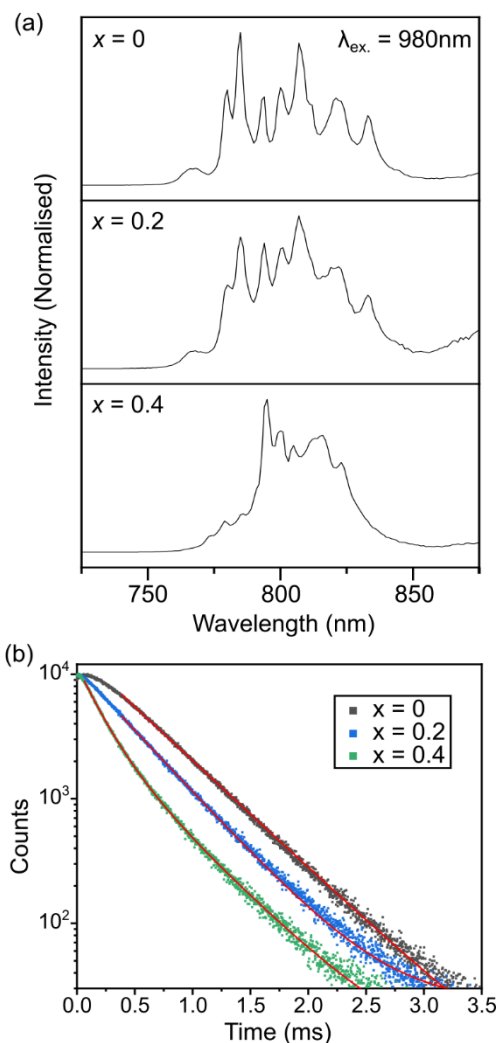 (a)
x = 0
λex. = 980nm
x = 0.2
x = 0.4
Intensity (Normalised)
750
800
850
Wavelength (nm)
(b)
10⁴
x = 0
x = 0.2
x = 0.4
10³
Counts
10²
0.0
0.5
1.0
1.5
2.0
2.5
3.0
3.5
Time (ms)